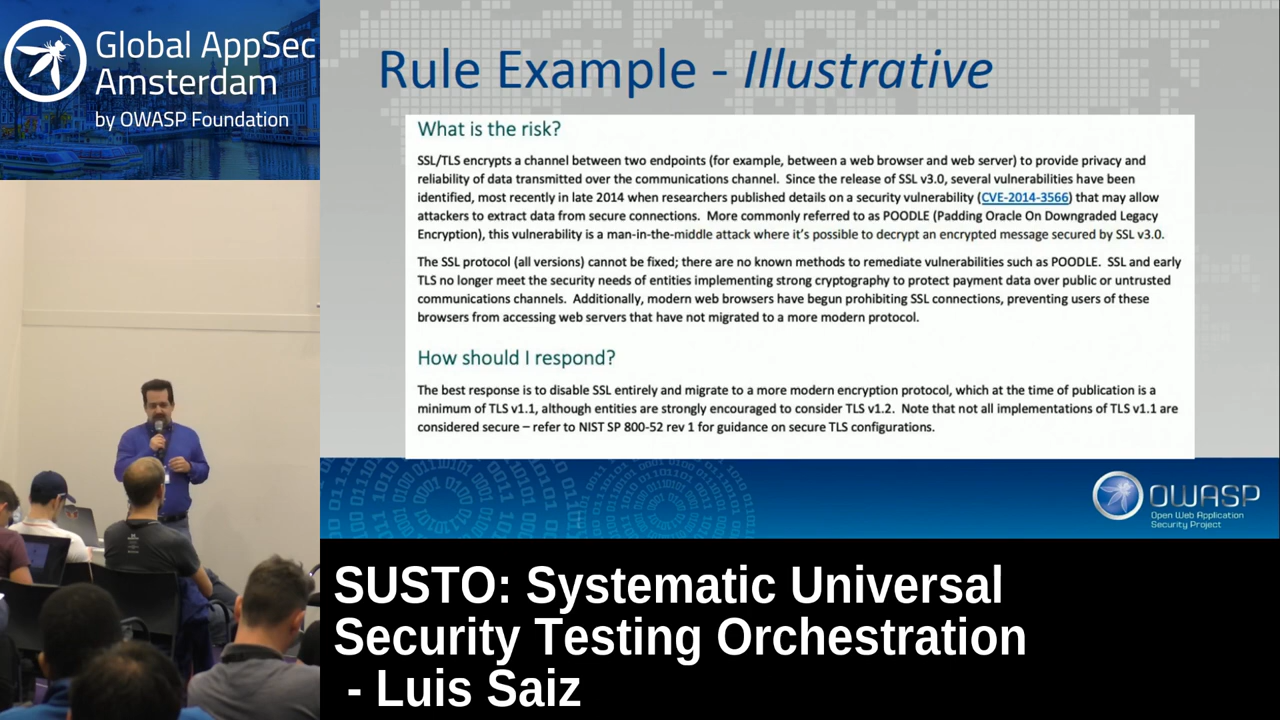 Global AppSec
Amsterdam
by OWASP Foundation
Rule Example - Illustrative
What is the risk?
SSL/TLS encrypts a channel between two endpoints (for example, between a web browser and web server) to provide privacy and
reliability of data transmitted over the communications channel. Since the release of SSL v3.0, several vulnerabilities have been
identified, most recently in late 2014 when researchers published details on a security vulnerability (CVE-2014-3566) that may allow
attackers to extract data from secure connections. More commonly referred to as POODLE (Padding Oracle On Downgraded Legacy
Encryption), this vulnerability is a man-in-the-middle attack where it's possible to decrypt an encrypted message secured by SSL v3.0.
The SSL protocol (all versions) cannot be fixed; there are no known methods to remediate vulnerabilities such as POODLE. SSL and early
TLS no longer meet the security needs of entities implementing strong cryptography to protect payment data over public or untrusted
communications channels. Additionally, modern web browsers have begun prohibiting SSL connections, preventing users of these
browsers from accessing web servers that have not migrated to a more modern protocol.
How should I respond?
The best response is to disable SSL entirely and migrate to a more modern encryption protocol, which at the time of publication is a
minimum of TLS v1.1, although entities are strongly encouraged to consider TLS v1.2. Note that not all implementations of TLS v1.1 are
considered secure – refer to NIST SP 800-52 rev 1 for guidance on secure TLS configurations.
OWASP
Open Web Application
Security Project
SUSTO: Systematic Universal
Security Testing Orchestration
- Luis Saiz